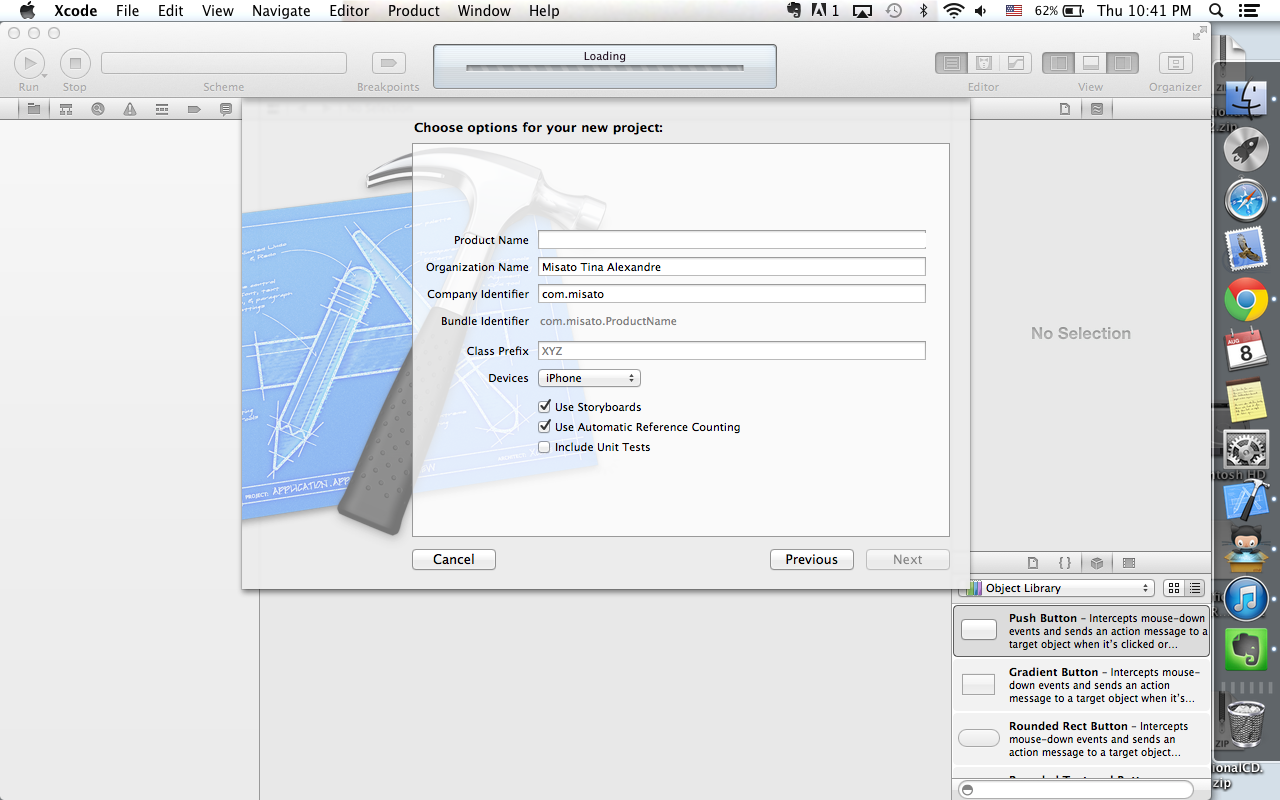 Xcode File Edit View Navigate Editor Product Window Help 1 62% Thu 10:41 PM
Loading
Run Stop Scheme Breakpoints Editor View Organizer
Choose options for your new project:
Product Name
Organization Name Misato Tina Alexandre
Company Identifier com.misato
Bundle Identifier com.misato.ProductName
Class Prefix XYZ
Devices iPhone
Use Storyboards
Use Automatic Reference Counting
Include Unit Tests
Cancel Previous Next
No Selection
PROJECT: APPLICATION.APP
{ } 
Object Library
Push Button - Intercepts mouse-down
events and sends an action message to a
target object when it's clicked or...
Gradient Button - Intercepts mouse-
down events and sends an action
message to a target object when it's...
Rounded Rect Button - Intercepts
mouse-down events and sends an
action message to a target object...
AUG
8
ZIP
ionalCD.
zip